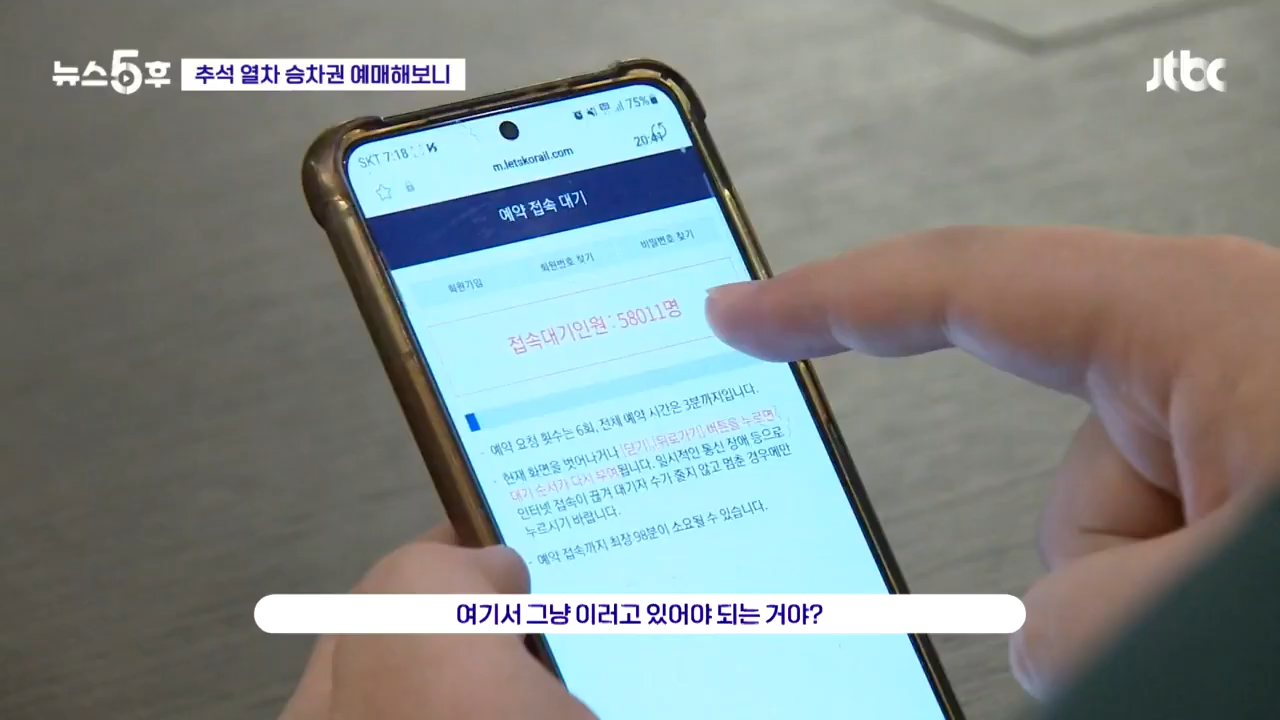 뉴스5후
추석 열차 승차권 예매해보니
jtbc
SKT 7:18
75%
m.letskorail.com
예약 접속 대기
회원가입
회원번호 찾기
비밀번호 찾기
접속대기인원 : 58011명
- 예약 요청 횟수는 6회, 전체 예약 시간은 3분까지입니다.
- 현재 화면을 벗어나거나 [닫기],[뒤로가기] 버튼을 누르면
대기 순서가 다시 부여됩니다. 일시적인 통신 장애 등으로
인터넷 접속이 끊겨 대기자 수가 줄지 않고 멈춘 경우에만
누르시기 바랍니다.
- 예약 접속까지 최장 98분이 소요될 수 있습니다.
여기서 그냥 이러고 있어야 되는 거야?